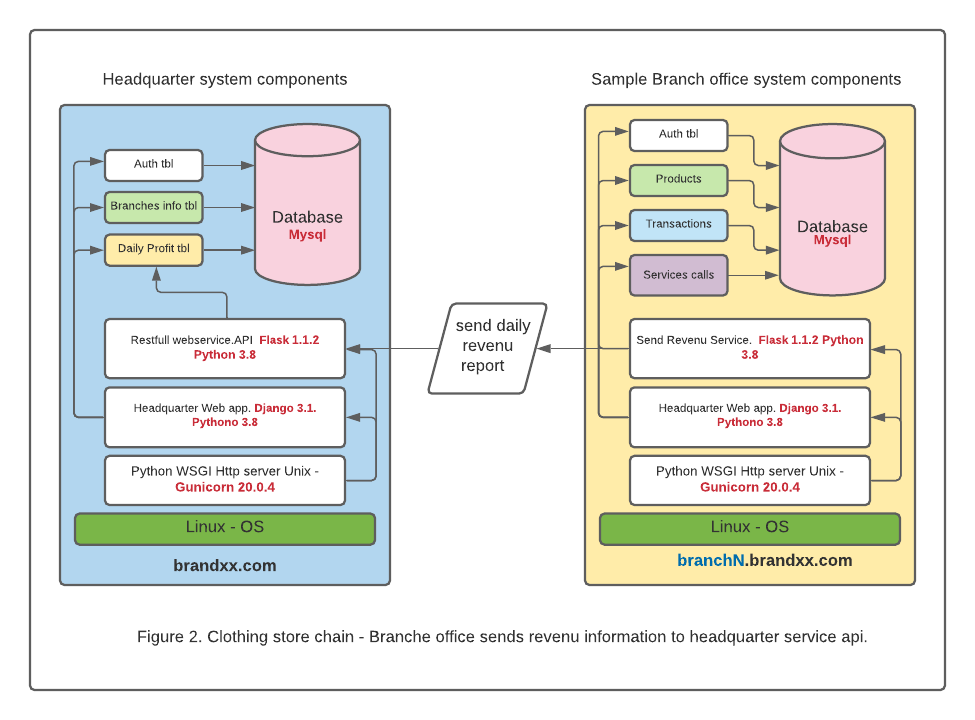 Headquarter system components
Auth tbl
Branches info tbl
Daily Profit tbl
Database
Mysql
Restfull webservice.API Flask 1.1.2
Python 3.8
Headquarter Web app. Django 3.1.
Pythono 3.8
Python WSGI Http server Unix -
Gunicorn 20.0.4
Linux - OS
brandxx.com
send daily
revenu
report
Sample Branch office system components
Auth tbl
Products
Transactions
Services calls
Database
Mysql
Send Revenu Service. Flask 1.1.2 Python
3.8
Headquarter Web app. Django 3.1.
Pythono 3.8
Python WSGI Http server Unix -
Gunicorn 20.0.4
Linux - OS
branchN.brandxx.com
Figure 2. Clothing store chain - Branche office sends revenu information to headquarter service api.